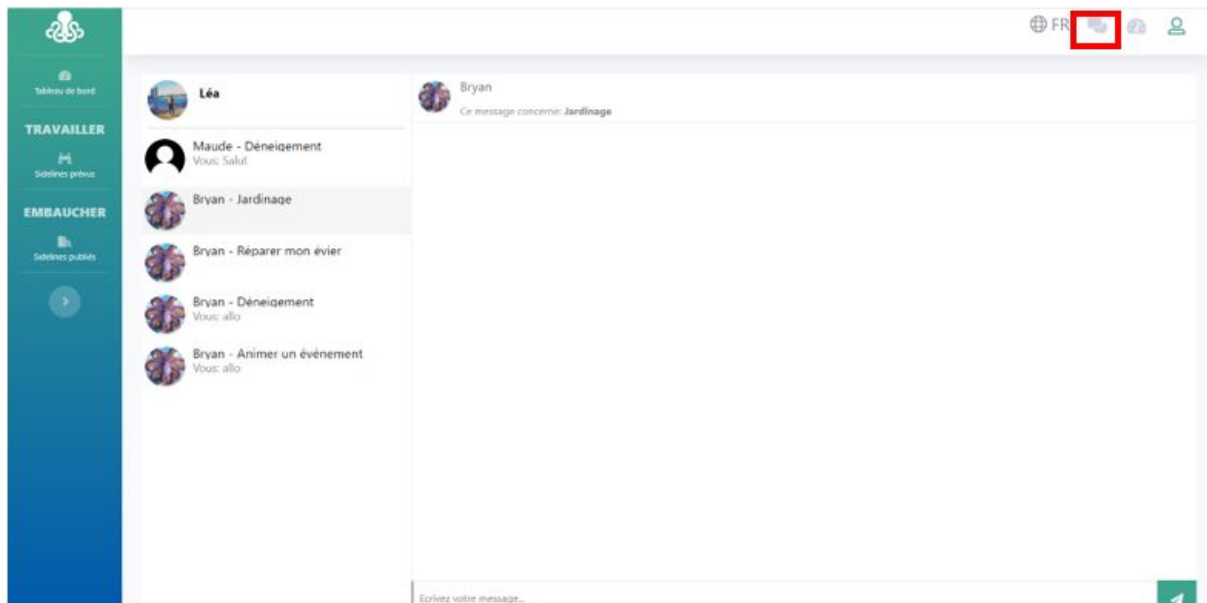 FR
Tableau de bord
TRAVAILLER
Sidelines prévus
EMBAUCHER
Sidelines publiés
Léa
Maude - Déneigement
Vous: Salut
Bryan - Jardinage
Bryan - Réparer mon évier
Bryan - Déneigement
Vous: allo
Bryan - Animer un évènement
Vous: allo
Bryan
Ce message concerne: Jardinage
Ecrivez votre message...